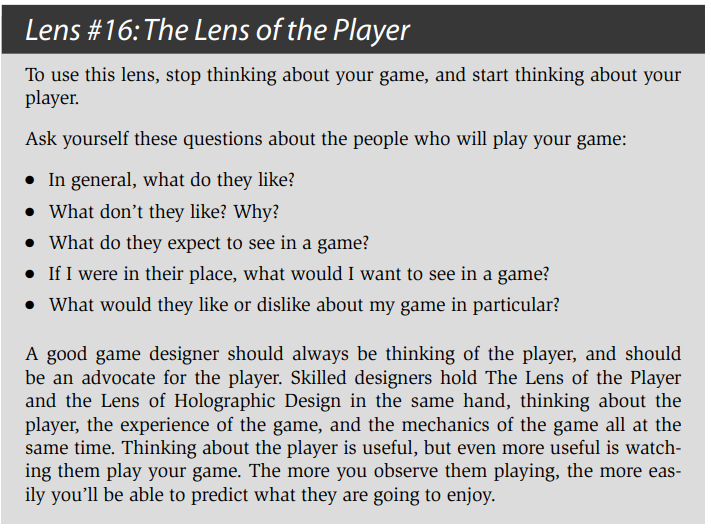 Lens #16: The Lens of the Player
To use this lens, stop thinking about your game, and start thinking about your
player.
Ask yourself these questions about the people who will play your game:
● In general, what do they like?
● What don’t they like? Why?
● What do they expect to see in a game?
● If I were in their place, what would I want to see in a game?
● What would they like or dislike about my game in particular?
A good game designer should always be thinking of the player, and should
be an advocate for the player. Skilled designers hold The Lens of the Player
and the Lens of Holographic Design in the same hand, thinking about the
player, the experience of the game, and the mechanics of the game all at the
same time. Thinking about the player is useful, but even more useful is watch-
ing them play your game. The more you observe them playing, the more eas-
ily you’ll be able to predict what they are going to enjoy.